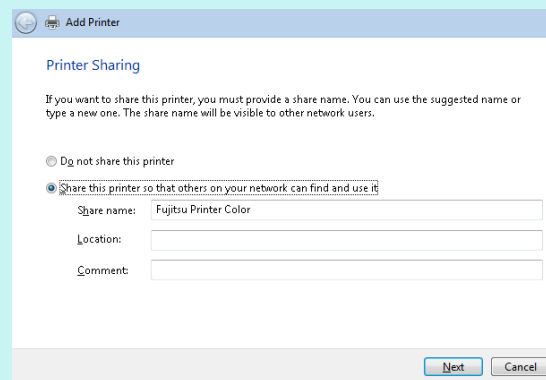 Add Printer
Printer Sharing
If you want to share this printer, you must provide a share name. You can use the suggested name or
type a new one. The share name will be visible to other network users.
Do not share this printer
Share this printer so that others on your network can find and use it
Share name: Fujitsu Printer Color
Location:
Comment:
Next Cancel